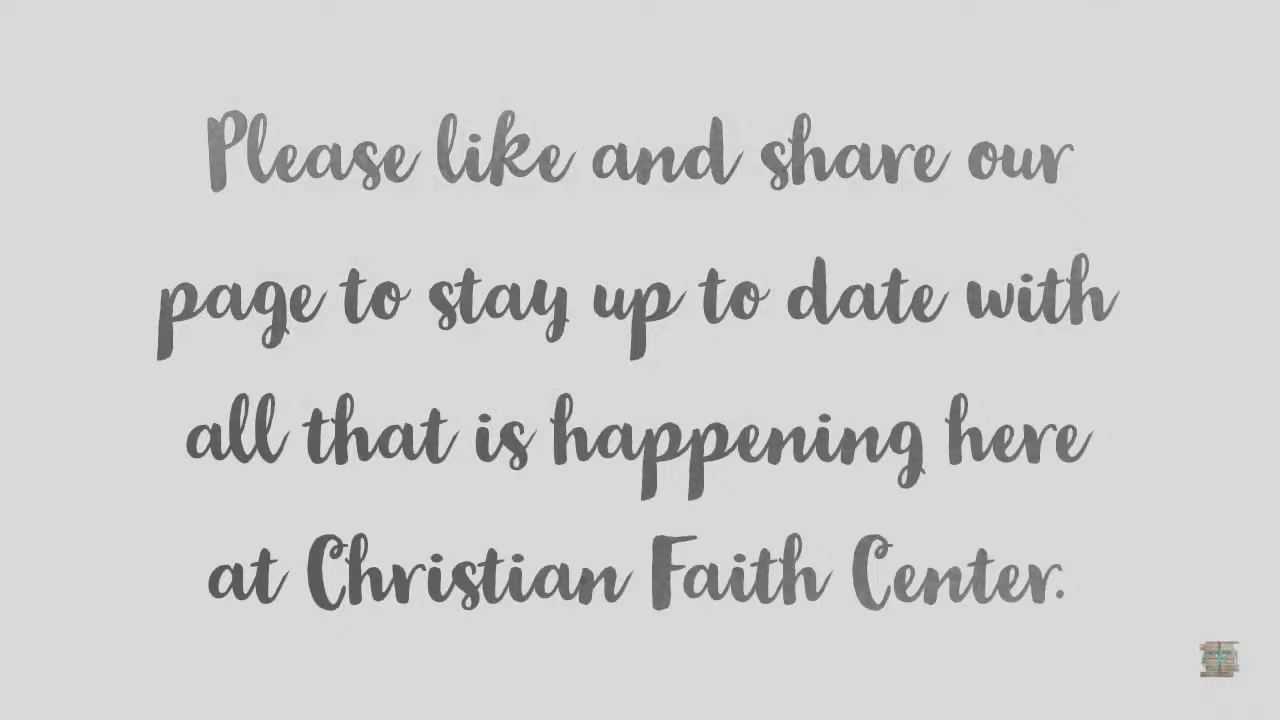 Please like and share our
page to stay up to date with
all that is happening here
at Christian Faith Center.